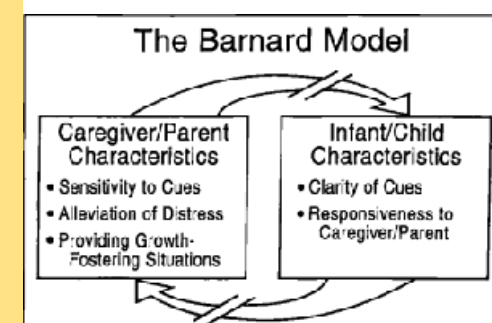 The Barnard Model
Caregiver/Parent
Characteristics
• Sensitivity to Cues
• Alleviation of Distress
• Providing Growth-
Fostering Situations
Infant/Child
Characteristics
• Clarity of Cues
• Responsiveness to
Caregiver/Parent